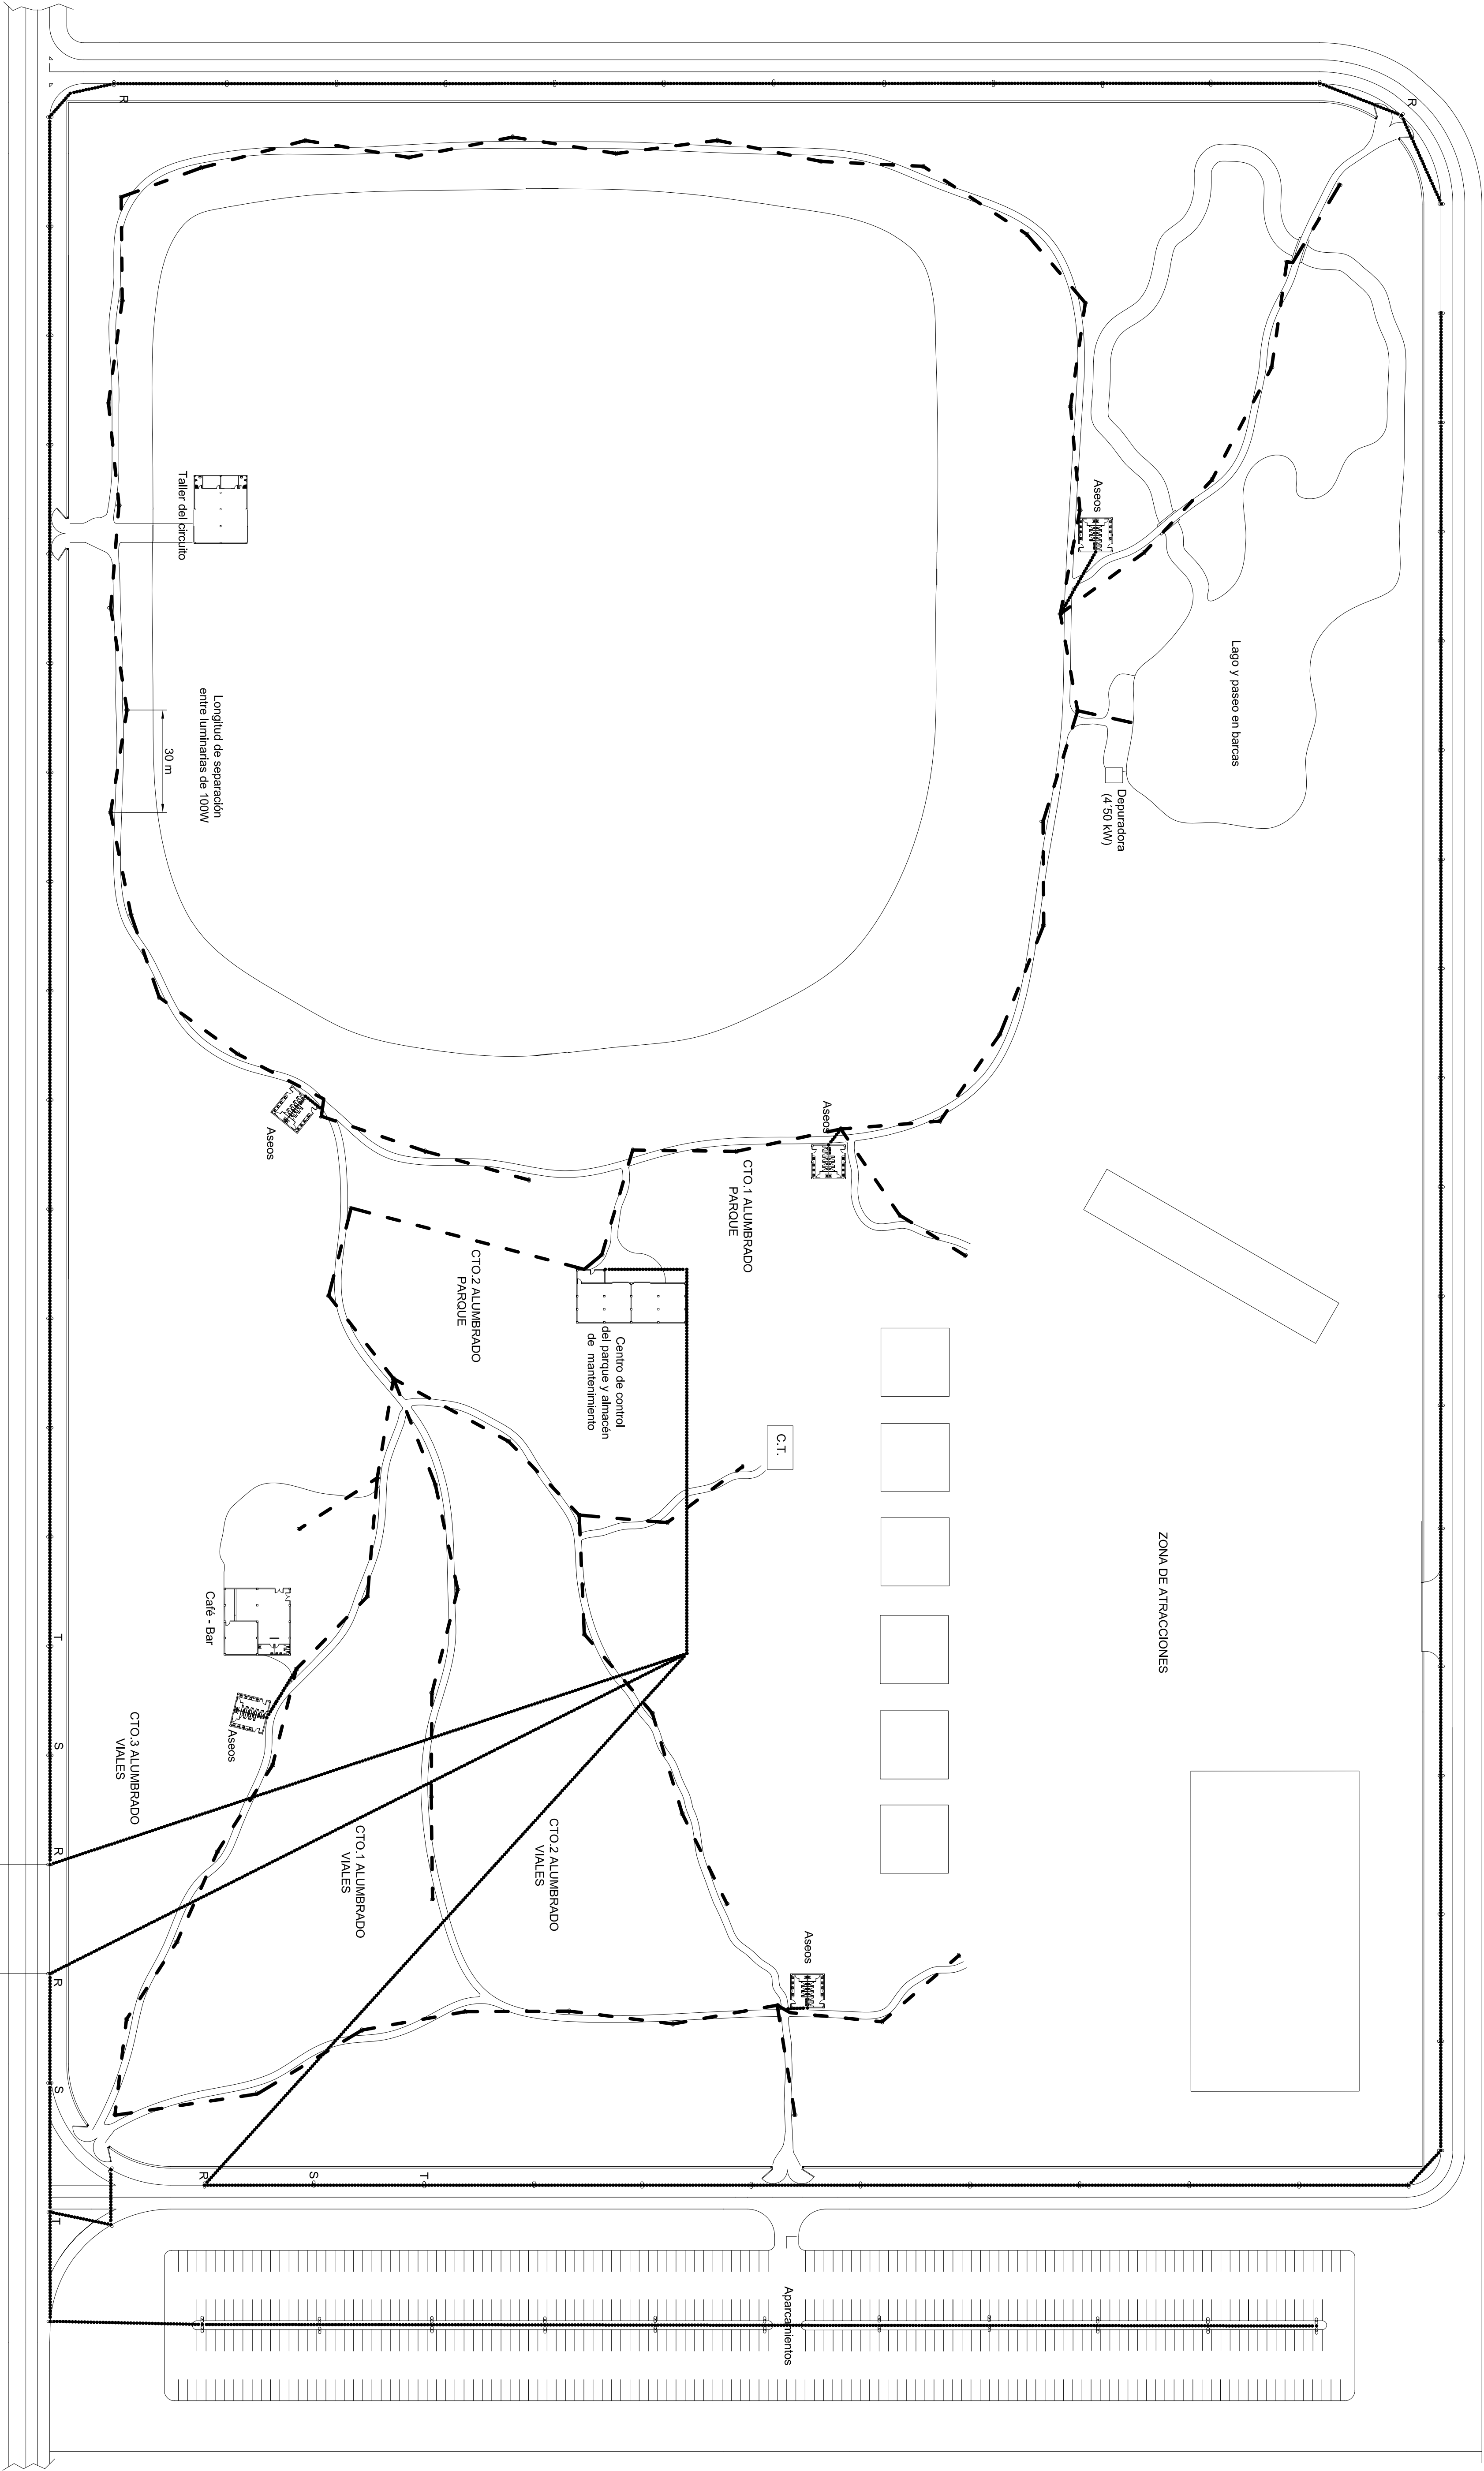 R
R
Taller del circuito
Aseos
Lago y paseo en barcas
Longitud de separación
entre luminarias de 100W
30 m
Depuradora
(4´50 kW)
Aseos
Aseos
CTO.1 ALUMBRADO
PARQUE
CTO.2 ALUMBRADO
PARQUE
Centro de control
del parque y almacén
de mantenimiento
C.T.
ZONA DE ATRACCIONES
Café - Bar
Aseos
T
S
R
R
S
T
CTO.3 ALUMBRADO
VIALES
CTO.1 ALUMBRADO
VIALES
CTO.2 ALUMBRADO
VIALES
Aseos
R
S
T
Aparcamientos